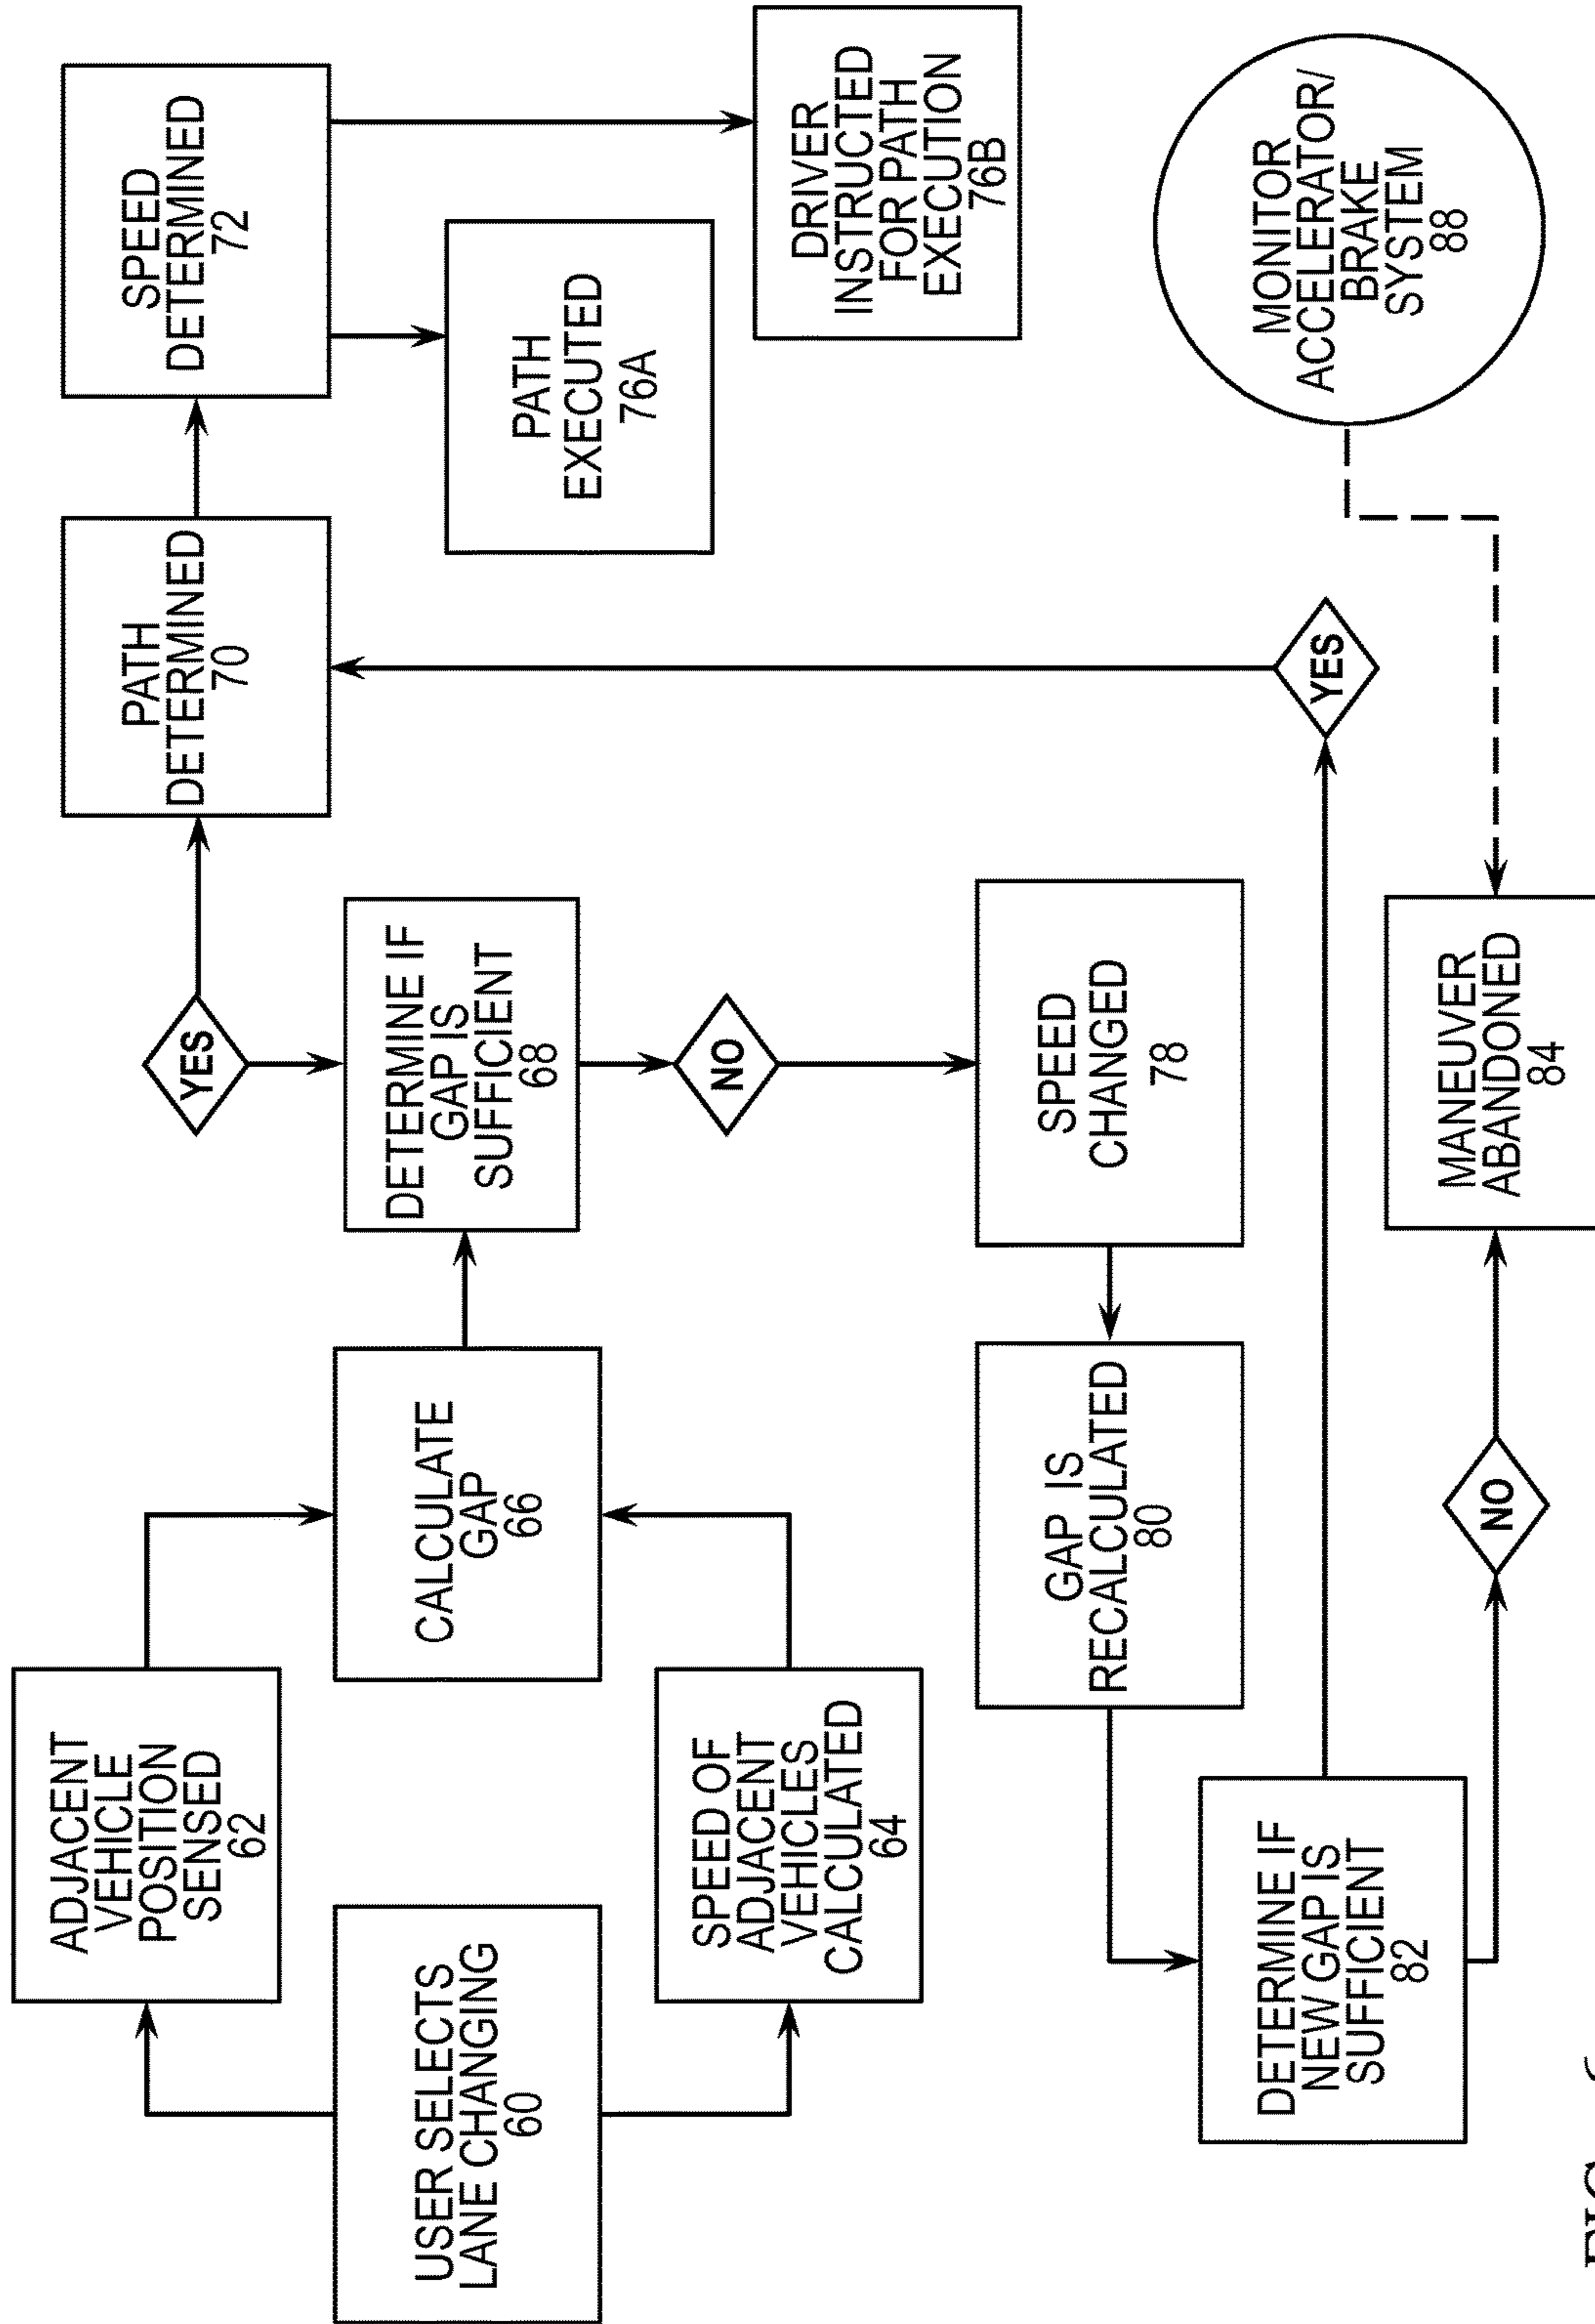 USER SELECTS
LANE CHANGING
60
ADJACENT
VEHICLE
POSITION
SENSED
62
SPEED OF
ADJACENT
VEHICLES
CALCULATED
64
CALCULATE
GAP
66
DETERMINE IF
GAP IS
SUFFICIENT
68
YES
PATH
DETERMINED
70
SPEED
DETERMINED
72
PATH
EXECUTED
76A
DRIVER
INSTRUCTED
FOR PATH
EXECUTION
76B
NO
SPEED
CHANGED
78
GAP IS
RECALCULATED
80
DETERMINE IF
NEW GAP IS
SUFFICIENT
82
YES
NO
MANEUVER
ABANDONED
84
MONITOR
ACCELERATOR/
BRAKE
SYSTEM
88